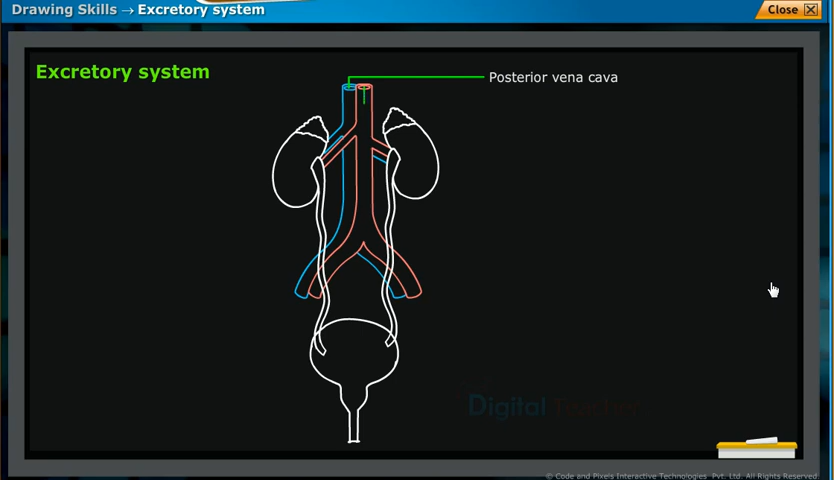 Drawing Skills → Excretory system
Close
Excretory system
Posterior vena cava
Digital Teacher
© Code and Pixels Interactive Technologies Pvt. Ltd. All Rights Reserved